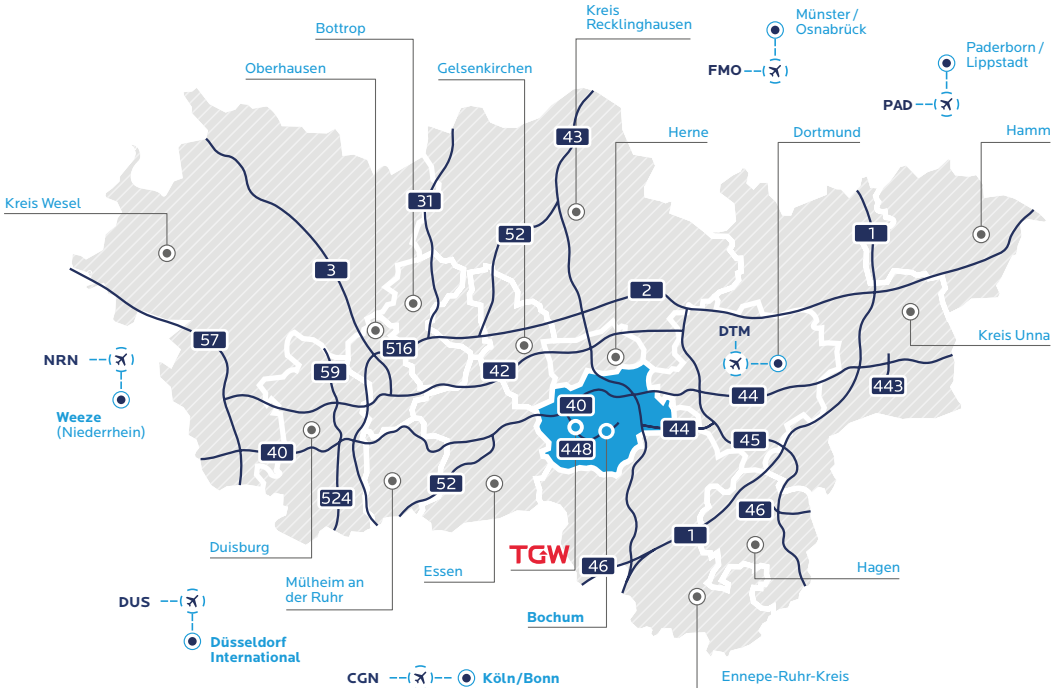 Kreis
Recklinghausen
Münster /
Osnabrück
Bottrop
Oberhausen
Gelsenkirchen
FMO
Paderborn /
Lippstadt
PAD
43
Herne
Dortmund
Hamm
Kreis Wesel
31
52
1
3
2
57
516
DTM
Kreis Unna
NRN
59
42
443
Weeze
(Niederrhein)
40
44
44
45
40
448
52
524
46
1
Duisburg
TGW
46
Essen
Mülheim an
der Ruhr
Hagen
DUS
Bochum
Düsseldorf
International
CGN
Köln/Bonn
Ennepe-Ruhr-Kreis